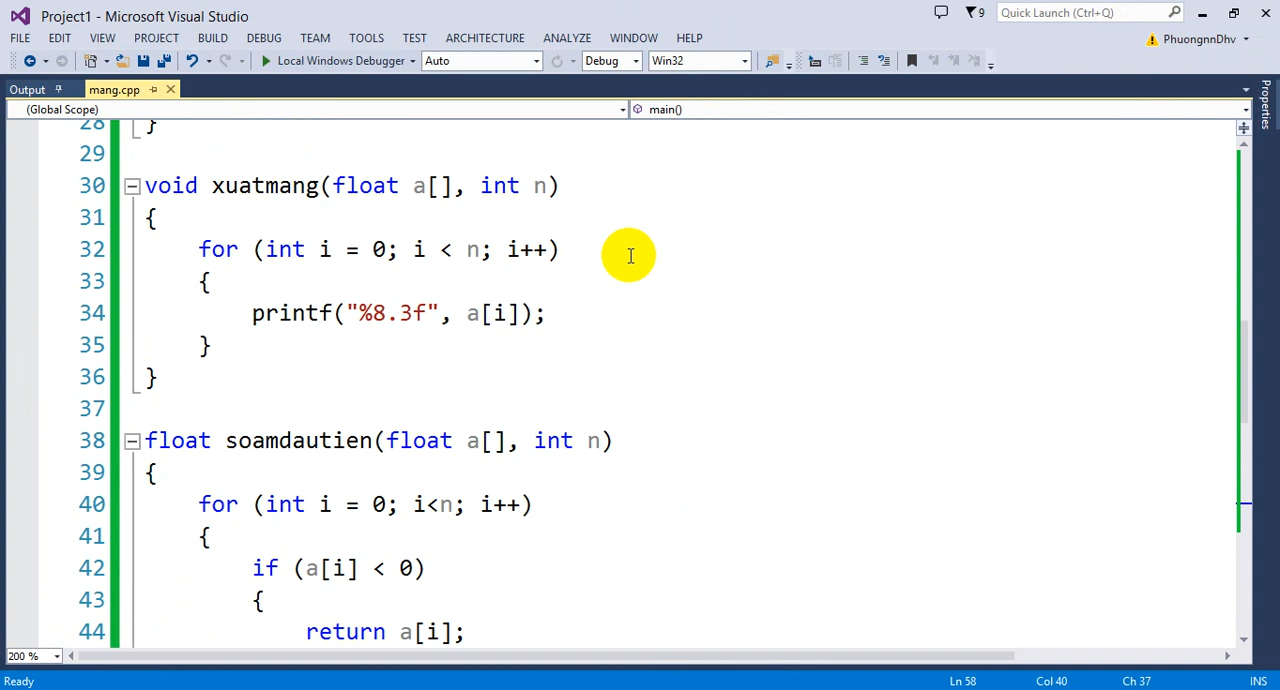 Project1 - Microsoft Visual Studio
9
Quick Launch (Ctrl+Q)
FILE EDIT VIEW PROJECT BUILD DEBUG TEAM TOOLS TEST ARCHITECTURE ANALYZE WINDOW HELP
PhuongnnDhv
Local Windows Debugger Auto Debug Win32
Output mang.cpp
(Global Scope) main()
Properties
28 }
29
30 void xuatmang(float a[], int n)
31 {
32 for (int i = 0; i < n; i++)
33 {
34 printf("%8.3f", a[i]);
35 }
36 }
37
38 float soamdautien(float a[], int n)
39 {
40 for (int i = 0; i<n; i++)
41 {
42 if (a[i] < 0)
43 {
44 return a[i];
200 %
Ready Ln 58 Col 40 Ch 37 INS